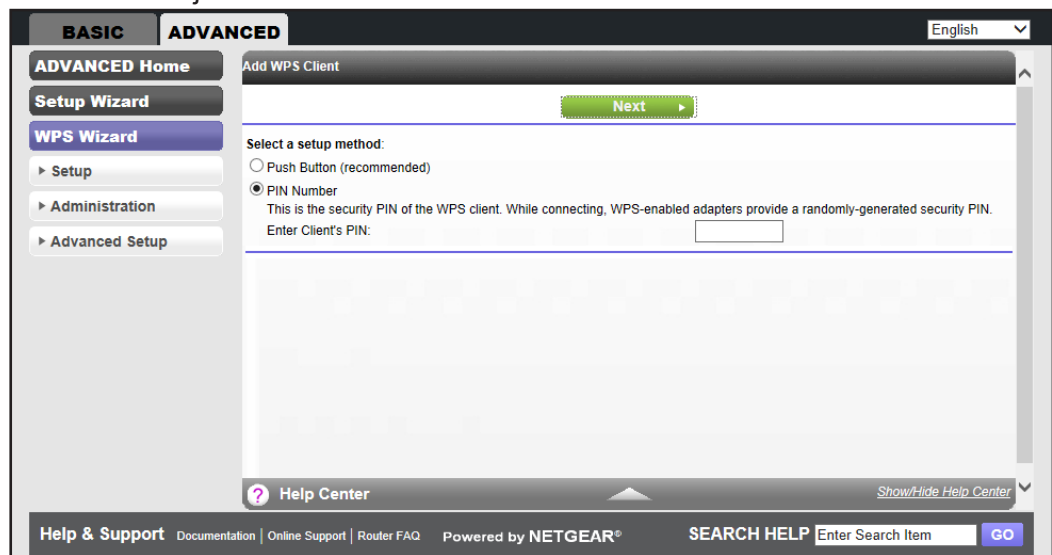 BASIC
ADVANCED
English
ADVANCED Home
Setup Wizard
WPS Wizard
Setup
Administration
Advanced Setup
Add WPS Client
Next
Select a setup method:
Push Button (recommended)
PIN Number
This is the security PIN of the WPS client. While connecting, WPS-enabled adapters provide a randomly-generated security PIN.
Enter Client's PIN:
Help Center
Show/Hide Help Center
Help & Support Documentation | Online Support | Router FAQ Powered by NETGEAR® SEARCH HELP Enter Search Item GO